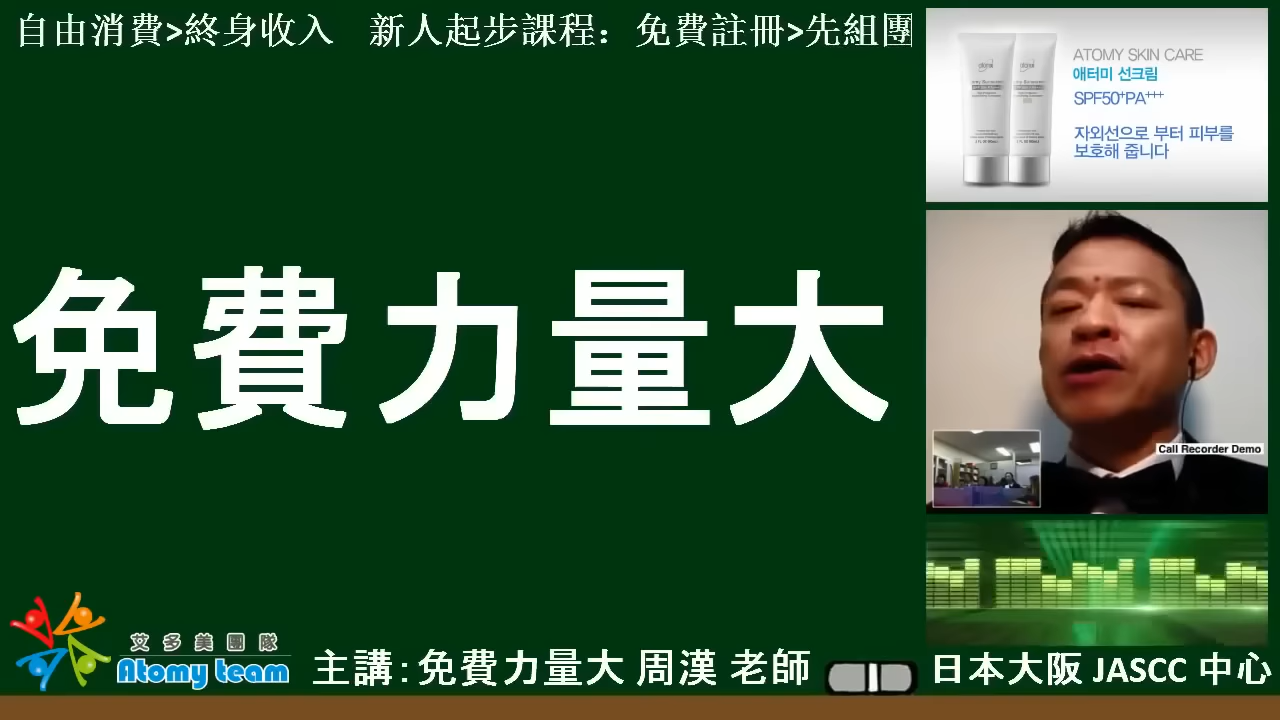 自由消費>終身收入　新人起步課程：免費註冊>先組團
ATOMY SKIN CARE
애터미 선크림
SPF50+PA+++
자외선으로 부터 피부를
보호해 줍니다
免費力量大
Call Recorder Demo
艾多美團隊
Atomy team
主講：免費力量大 周漢 老師
日本大阪 JASCC 中心